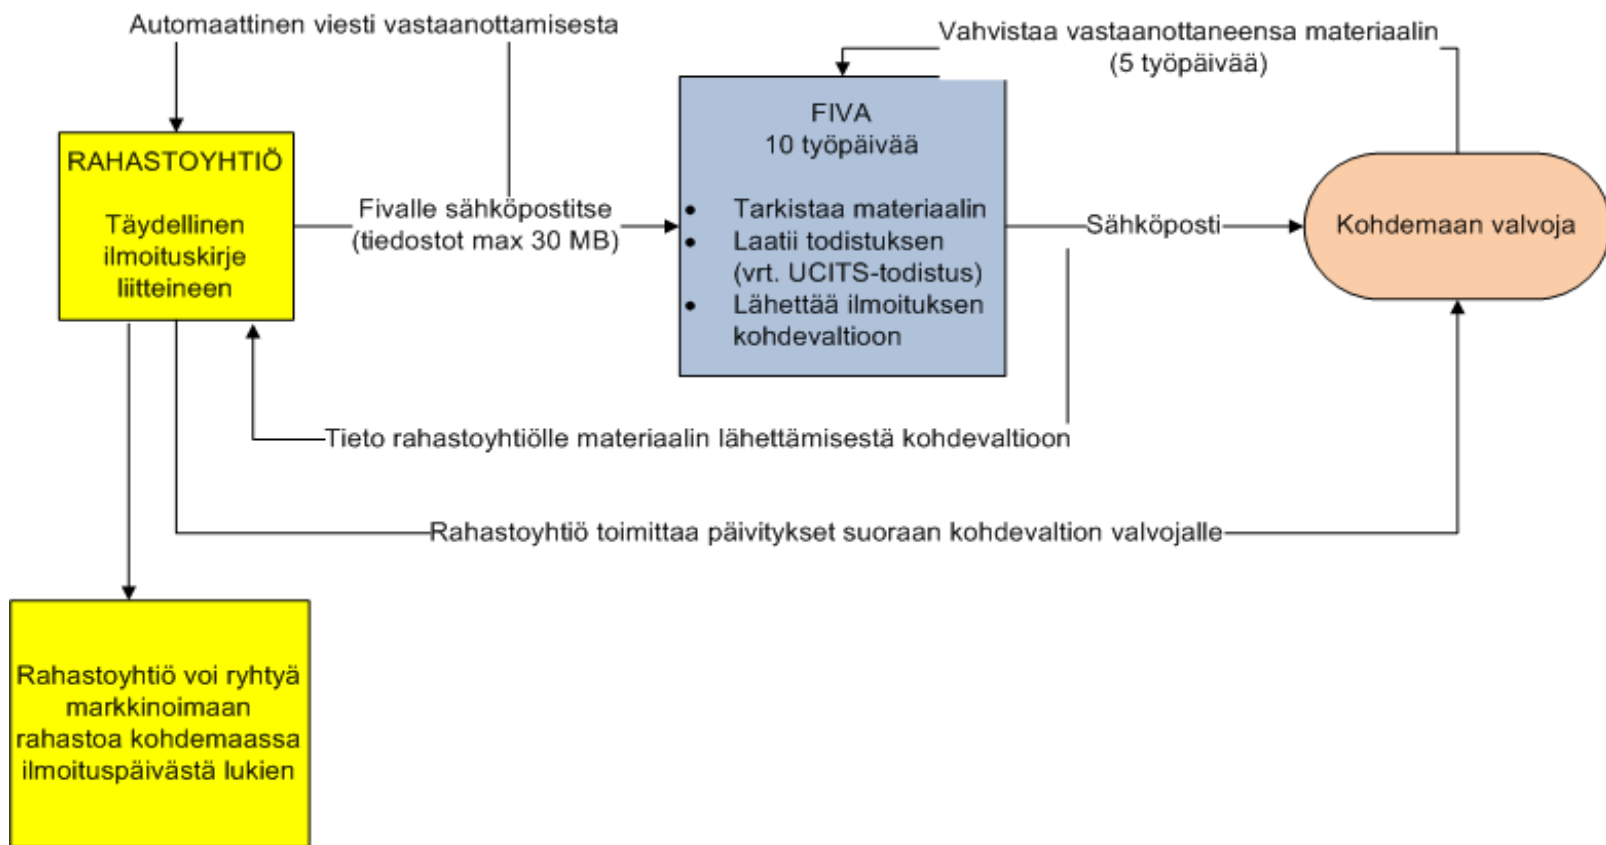 Automaattinen viesti vastaanottamisesta
Vahvistaa vastaanottaneensa materiaalin
(5 työpäivää)
RAHASTOYHTIÖ
Täydellinen
ilmoituskirje
liitteineen
Fivalle sähköpostitse
(tiedostot max 30 MB)
FIVA
10 työpäivää
• Tarkistaa materiaalin
• Laatii todistuksen
(vrt. UCITS-todistus)
• Lähettää ilmoituksen
kohdevaltioon
Sähköposti
Kohdemaan valvoja
Tieto rahastoyhtiölle materiaalin lähettämisestä kohdevaltioon
Rahastoyhtiö toimittaa päivitykset suoraan kohdevaltion valvojalle
Rahastoyhtiö voi ryhtyä
markkinoimaan
rahastoa kohdemaassa
ilmoituspäivästä lukien